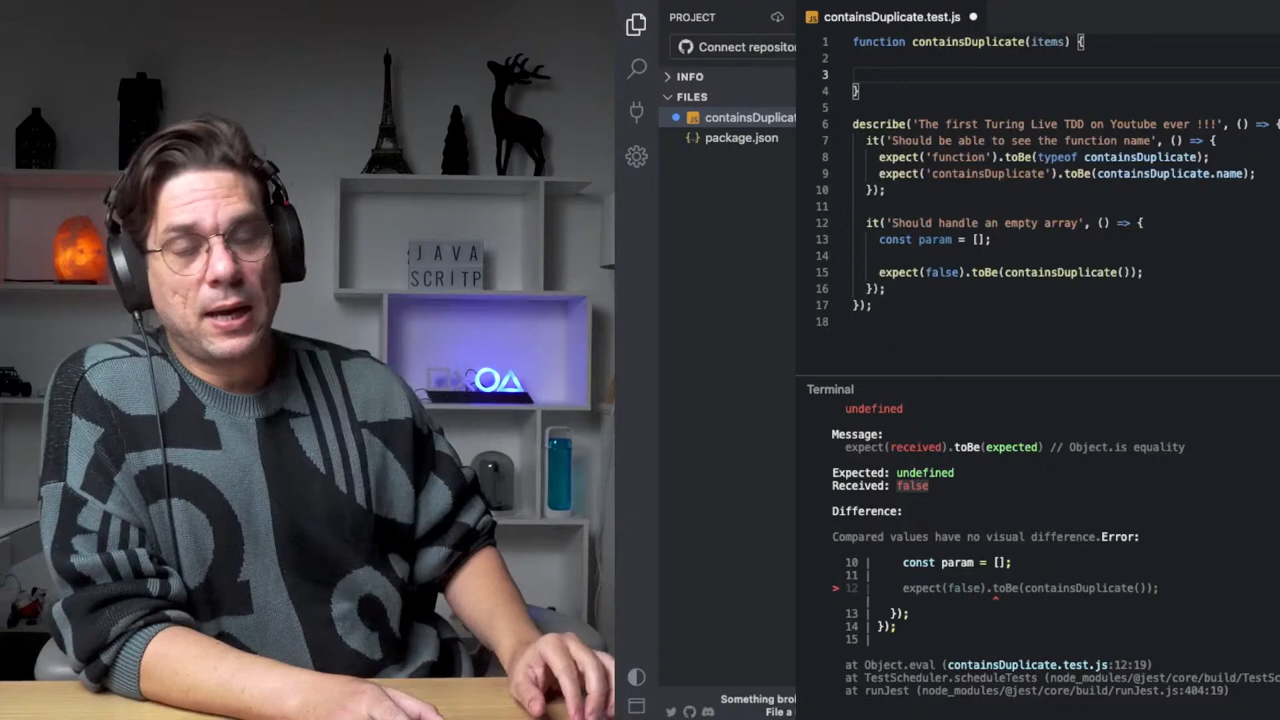 JAVA
SCRITP
PROJECT
Connect reposito
INFO
FILES
containsDuplicat
package.json
containsDuplicate.test.js
1 function containsDuplicate(items) {
2
3
4 }
5
6 describe('The first Turing Live TDD on Youtube ever !!!', () => {
7 it('Should be able to see the function name', () => {
8 expect('function').toBe(typeof containsDuplicate);
9 expect('containsDuplicate').toBe(containsDuplicate.name);
10 });
11
12 it('Should handle an empty array', () => {
13 const param = [];
14
15 expect(false).toBe(containsDuplicate());
16 });
17 });
18
Terminal
undefined
Message:
expect(received).toBe(expected) // Object.is equality
Expected: undefined
Received: false
Difference:
Compared values have no visual difference.Error:
10 | const param = [];
11 |
> 12 | expect(false).toBe(containsDuplicate());
| ^
13 | });
14 | });
15 |
at Object.eval (containsDuplicate.test.js:12:19)
at TestScheduler.scheduleTests (node_modules/@jest/core/build/TestSc
at runJest (node_modules/@jest/core/build/runJest.js:404:19)
Something bro
File a